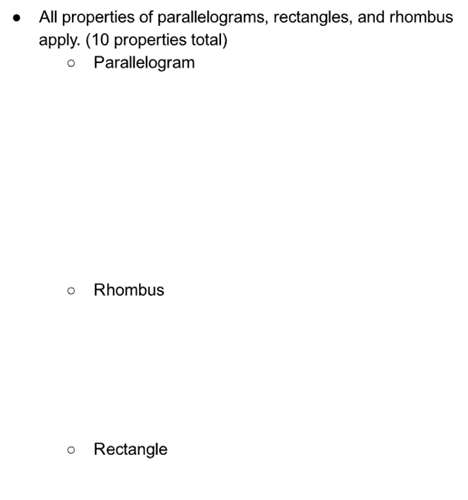 ● All properties of parallelograms, rectangles, and rhombus
apply. (10 properties total)
○ Parallelogram
○ Rhombus
○ Rectangle